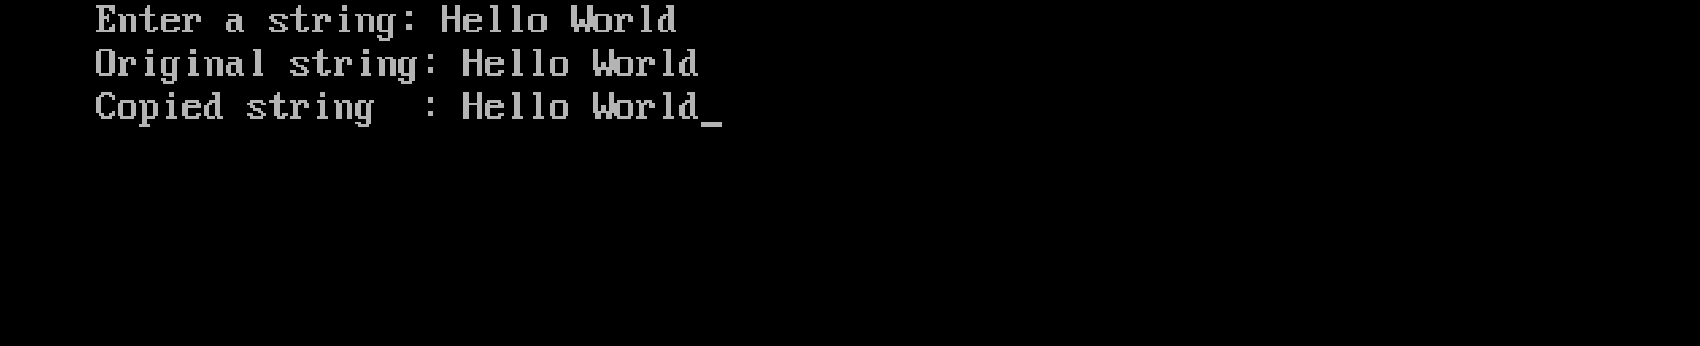 Enter a string: Hello World
Original string: Hello World
Copied string  : Hello World_